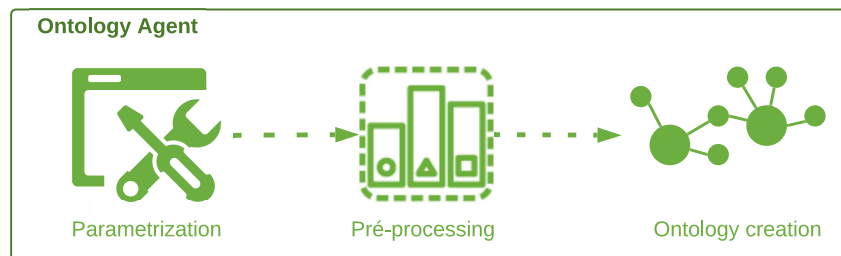 Ontology Agent
Parametrization
Pré-processing
Ontology creation